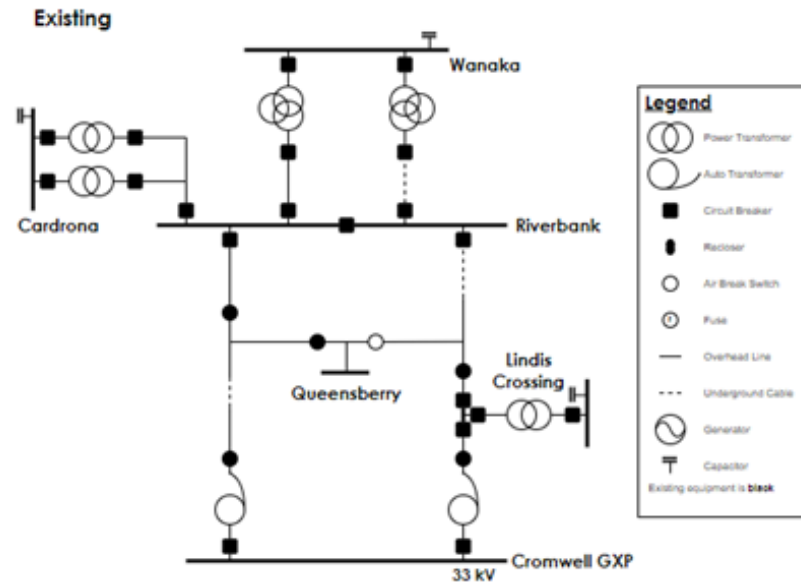 Existing
Wanaka
Cardrona
Riverbank
Lindis
Crossing
Queensberry
Cromwell GXP
33 kV
Legend
Power Transformer
Auto Transformer
Circuit Breaker
Recloser
Air Break Switch
Fuse
Overhead Line
Underground Cable
Generator
Capacitor
Existing equipment is black